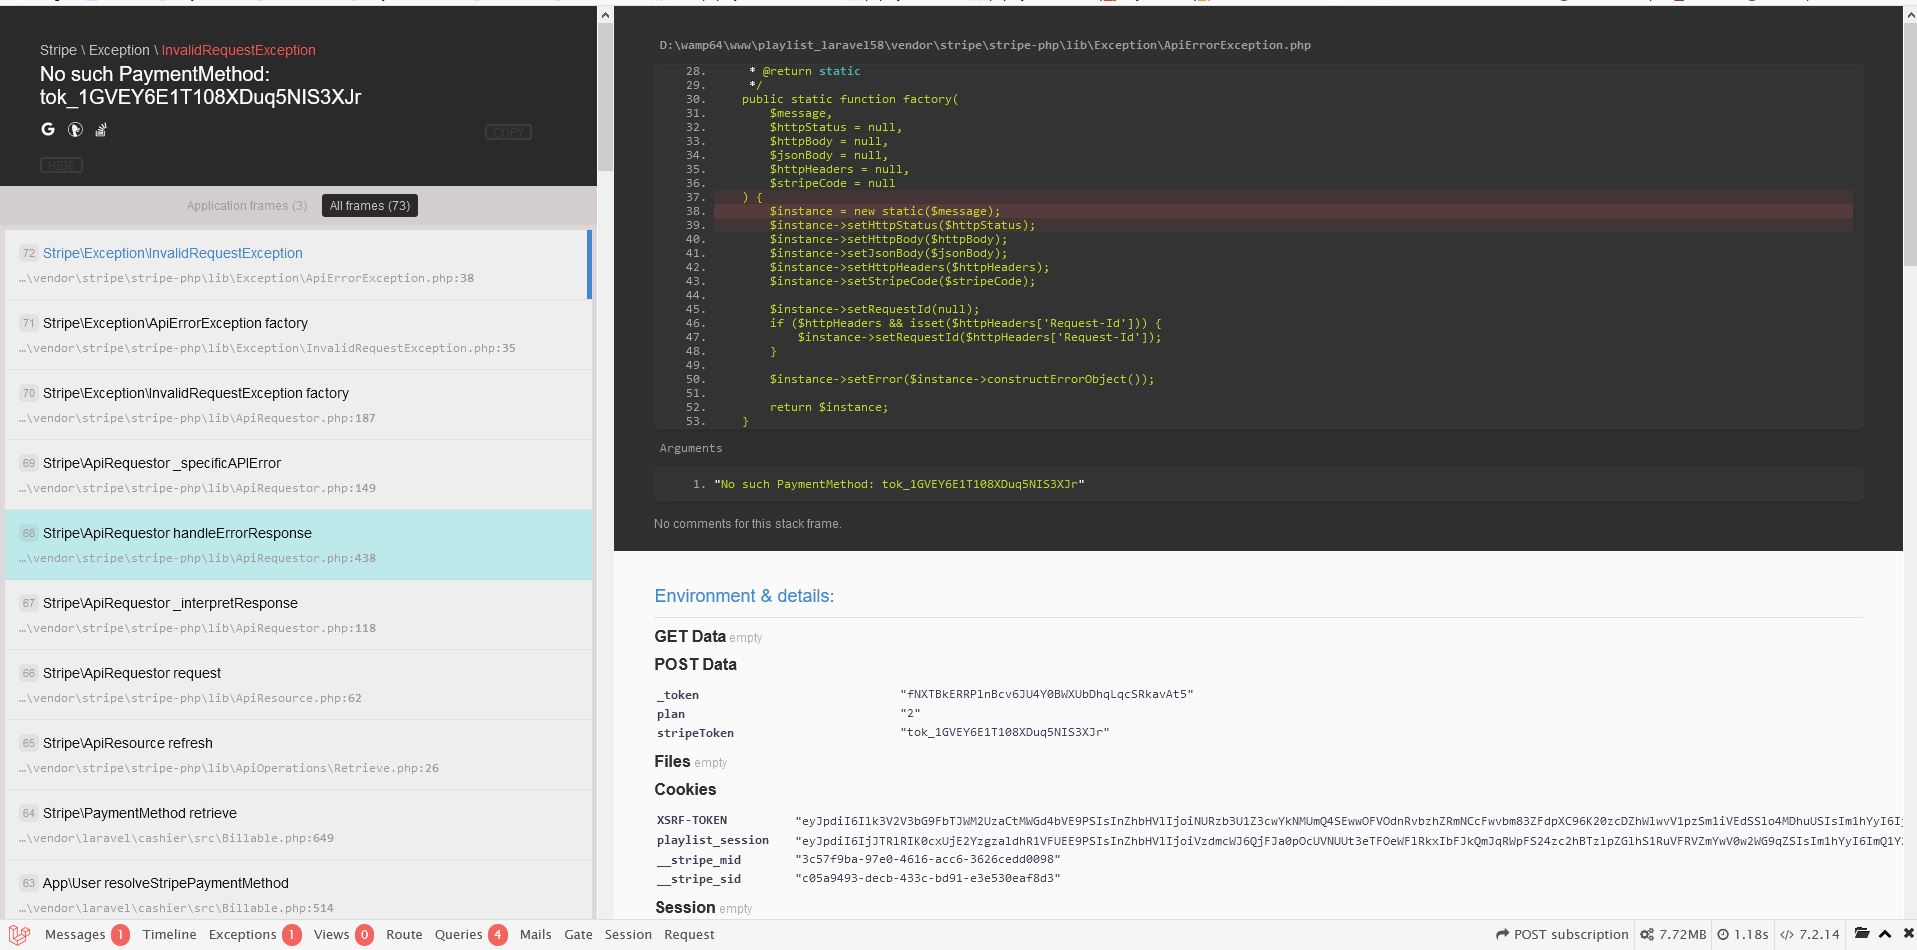 Stripe \ Exception \ InvalidRequestException
No such PaymentMethod:
tok_1GVEY6E1T108XDuq5NIS3XJr
COPY
HIDE
Application frames (3) All frames (73)
72 Stripe\Exception\InvalidRequestException
…\vendor\stripe\stripe-php\lib\Exception\ApiErrorException.php:38
71 Stripe\Exception\ApiErrorException factory
…\vendor\stripe\stripe-php\lib\Exception\InvalidRequestException.php:35
70 Stripe\Exception\InvalidRequestException factory
…\vendor\stripe\stripe-php\lib\ApiRequestor.php:187
69 Stripe\ApiRequestor _specificAPIError
…\vendor\stripe\stripe-php\lib\ApiRequestor.php:149
68 Stripe\ApiRequestor handleErrorResponse
…\vendor\stripe\stripe-php\lib\ApiRequestor.php:438
67 Stripe\ApiRequestor _interpretResponse
…\vendor\stripe\stripe-php\lib\ApiRequestor.php:118
66 Stripe\ApiRequestor request
…\vendor\stripe\stripe-php\lib\ApiResource.php:62
65 Stripe\ApiResource refresh
…\vendor\stripe\stripe-php\lib\ApiOperations\Retrieve.php:26
64 Stripe\PaymentMethod retrieve
…\vendor\laravel\cashier\src\Billable.php:649
63 App\User resolveStripePaymentMethod
…\vendor\laravel\cashier\src\Billable.php:514
D:\wamp64\www\playlist_laravel58\vendor\stripe\stripe-php\lib\Exception\ApiErrorException.php
28. * @return static
29. */
30. public static function factory(
31. $message,
32. $httpStatus = null,
33. $httpBody = null,
34. $jsonBody = null,
35. $httpHeaders = null,
36. $stripeCode = null
37. ) {
38. $instance = new static($message);
39. $instance->setHttpStatus($httpStatus);
40. $instance->setHttpBody($httpBody);
41. $instance->setJsonBody($jsonBody);
42. $instance->setHttpHeaders($httpHeaders);
43. $instance->setStripeCode($stripeCode);
44.
45. $instance->setRequestId(null);
46. if ($httpHeaders && isset($httpHeaders['Request-Id'])) {
47. $instance->setRequestId($httpHeaders['Request-Id']);
48. }
49.
50. $instance->setError($instance->constructErrorObject());
51.
52. return $instance;
53. }
Arguments
1. "No such PaymentMethod: tok_1GVEY6E1T108XDuq5NIS3XJr"
No comments for this stack frame.
Environment & details:
GET Data empty
POST Data
_token "fNXTBkERRPlnBcv6JU4Y0BWXUbDhqLqcSRkavAt5"
plan "2"
stripeToken "tok_1GVEY6E1T108XDuq5NIS3XJr"
Files empty
Cookies
XSRF-TOKEN
playlist_session
__stripe_mid "3c57f9ba-97e0-4616-acc6-3626cedd0098"
__stripe_sid "c05a9493-decb-433c-bd91-e3e530eaf8d3"
Session empty
Messages 1 Timeline Exceptions 1 Views 0 Route Queries 4 Mails Gate Session Request POST subscription 7.72MB 1.18s 7.2.14